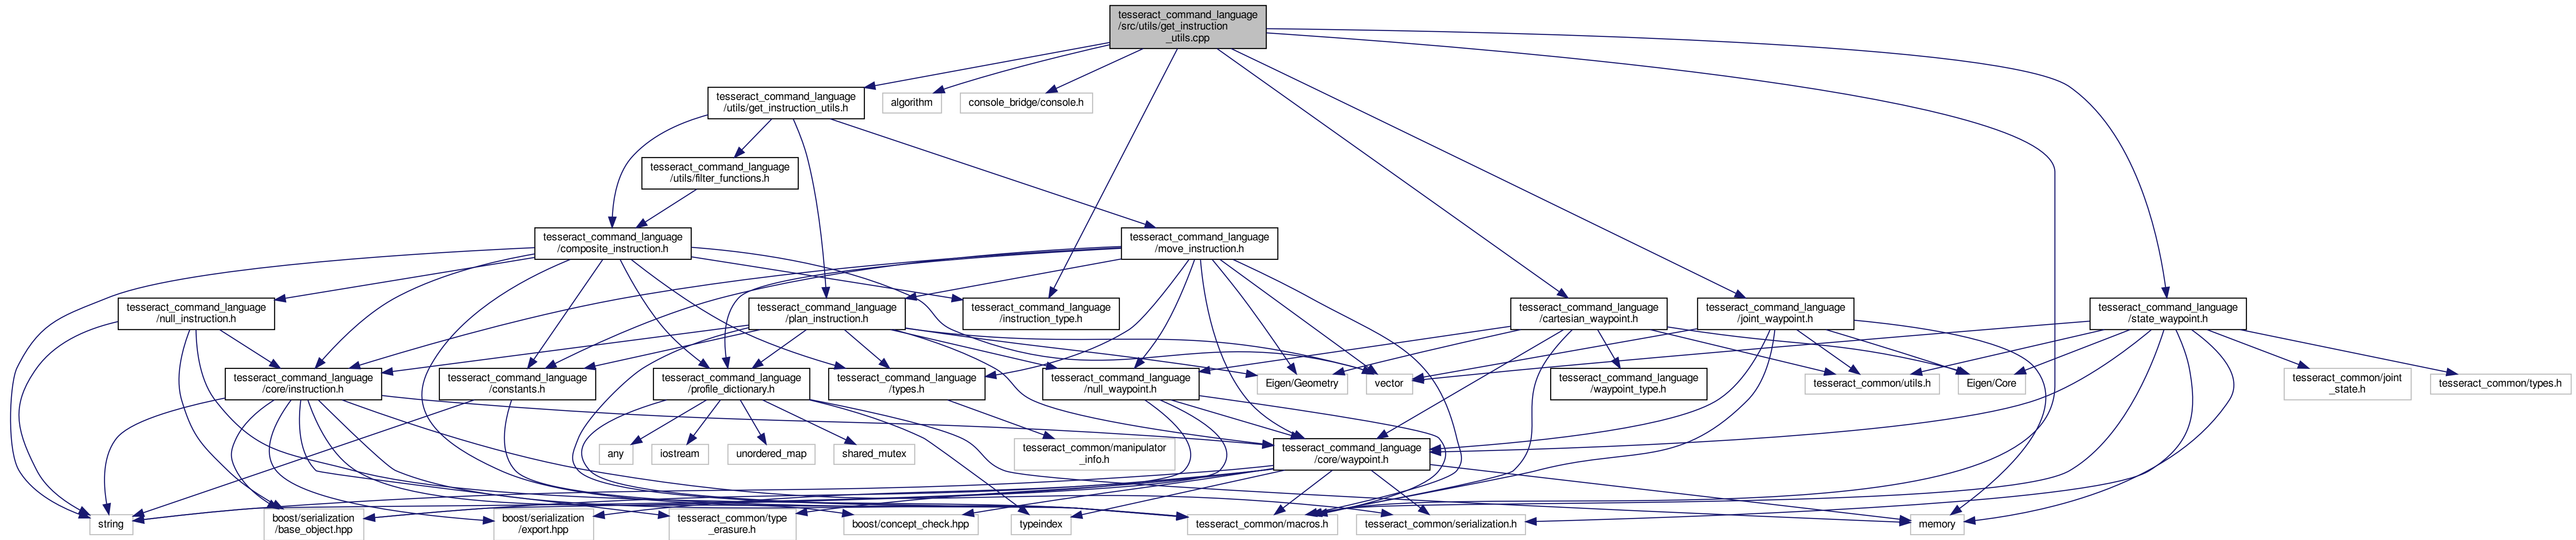 tesseract_command_language
/src/utils/get_instruction
_utils.cpp
tesseract_command_language
/utils/get_instruction_utils.h
algorithm
console_bridge/console.h
tesseract_command_language
/utils/filter_functions.h
tesseract_command_language
/composite_instruction.h
tesseract_command_language
/move_instruction.h
tesseract_command_language
/null_instruction.h
tesseract_command_language
/plan_instruction.h
tesseract_command_language
/instruction_type.h
tesseract_command_language
/cartesian_waypoint.h
tesseract_command_language
/joint_waypoint.h
tesseract_command_language
/state_waypoint.h
tesseract_command_language
/core/instruction.h
tesseract_command_language
/constants.h
tesseract_command_language
/profile_dictionary.h
tesseract_command_language
/types.h
tesseract_command_language
/null_waypoint.h
Eigen/Geometry
vector
tesseract_command_language
/waypoint_type.h
tesseract_common/utils.h
Eigen/Core
tesseract_common/joint
_state.h
tesseract_common/types.h
any
iostream
unordered_map
shared_mutex
tesseract_common/manipulator
_info.h
tesseract_command_language
/core/waypoint.h
string
boost/serialization
/base_object.hpp
boost/serialization
/export.hpp
tesseract_common/type
_erasure.h
boost/concept_check.hpp
typeindex
tesseract_common/macros.h
tesseract_common/serialization.h
memory